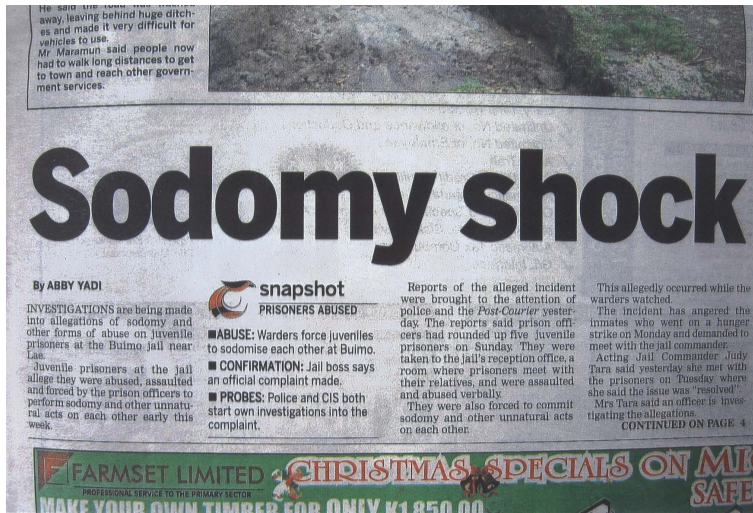 He said the road was washed
away, leaving behind huge ditch-
es and made it very difficult for
vehicles to use.
Mr Maramun said people now
had to walk long distances to get
to town and reach other govern-
ment services.
Sodomy shock
By ABBY YADI
INVESTIGATIONS are being made
into allegations of sodomy and
other forms of abuse on juvenile
prisoners at the Buimo jail near
Lae.
Juvenile prisoners at the jail
allege they were abused, assaulted
and forced by the prison officers to
perform sodomy and other unnatu-
ral acts on each other early this
week.
snapshot
PRISONERS ABUSED
■ABUSE: Warders force juveniles
to sodomise each other at Buimo.
■ CONFIRMATION: Jail boss says
an official complaint made.
■ PROBES: Police and CIS both
start own investigations into the
complaint.
Reports of the alleged incident
were brought to the attention of
police and the Post-Courier yester-
day. The reports said prison offi-
cers had rounded up five juvenile
prisoners on Sunday. They were
taken to the jail's reception office, a
room where prisoners meet with
their relatives, and were assaulted
and abused verbally.
They were also forced to commit
sodomy and other unnatural acts
on each other.
This allegedly occurred while the
warders watched.
The incident has angered the
inmates who went on a hunger
strike on Monday and demanded to
meet with the jail commander.
Acting Jail Commander Judy
Tara said yesterday she met with
the prisoners on Tuesday where
she said the issue was "resolved".
Mrs Tara said an officer is inves-
tigating the allegations.
CONTINUED ON PAGE 4
FARMSET LIMITED
PROFESSIONAL SERVICE TO THE PRIMARY SECTOR
CHRISTMAS SPECIALS ON
SAFE
MAKE YOUR OWN TIMBER FOR ONLY K1,850.00